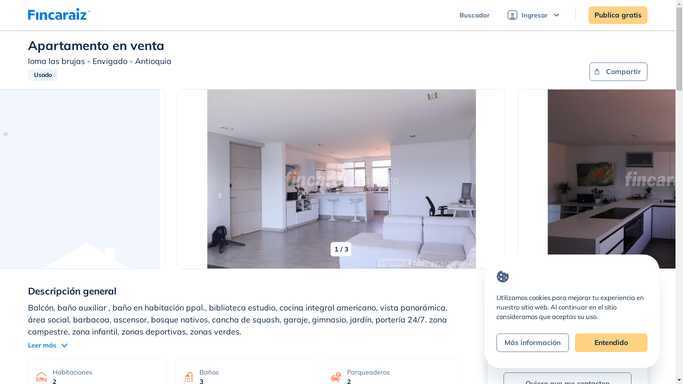 Fincaraiz
Buscador
Ingresar
Publica gratis
Apartamento en venta
loma las brujas - Envigado - Antioquia
Usado
Compartir
fincaraiz
fincaraiz
1 / 3
Descripción general
Balcón, baño auxiliar , baño en habitación ppal., biblioteca estudio, cocina integral americano, vista panorámica,
área social, barbacoa, ascensor, bosque nativos, cancha de squash, garaje, gimnasio, jardín, portería 24/7. zona
campestre, zona infantil, zonas deportivas, zonas verdes.
Leer más
Habitaciones
2
Baños
3
Parqueaderos
2
Utilizamos cookies para mejorar tu experiencia en
nuestro sitio web. Al continuar en el sitio
consideramos que aceptas su uso.
Más información
Entendido
Quiero que me contacten